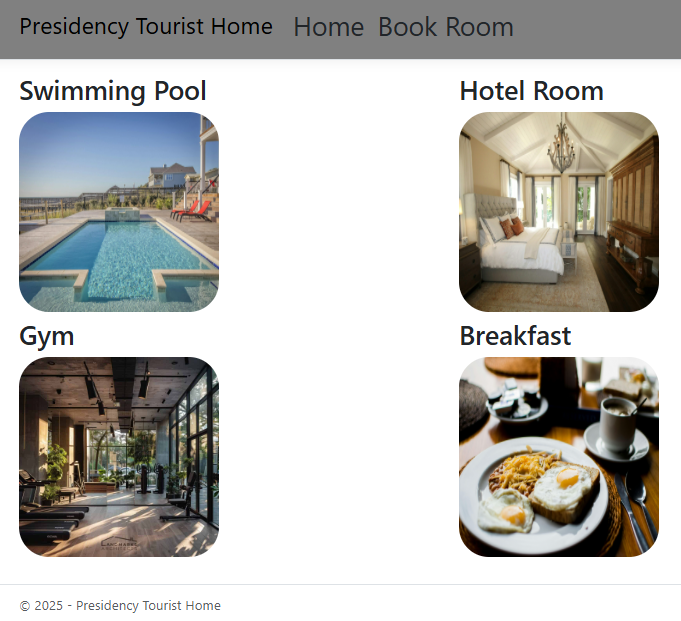 Presidency Tourist Home Home Book Room
Swimming Pool Hotel Room
Gym Breakfast
© 2025 - Presidency Tourist Home